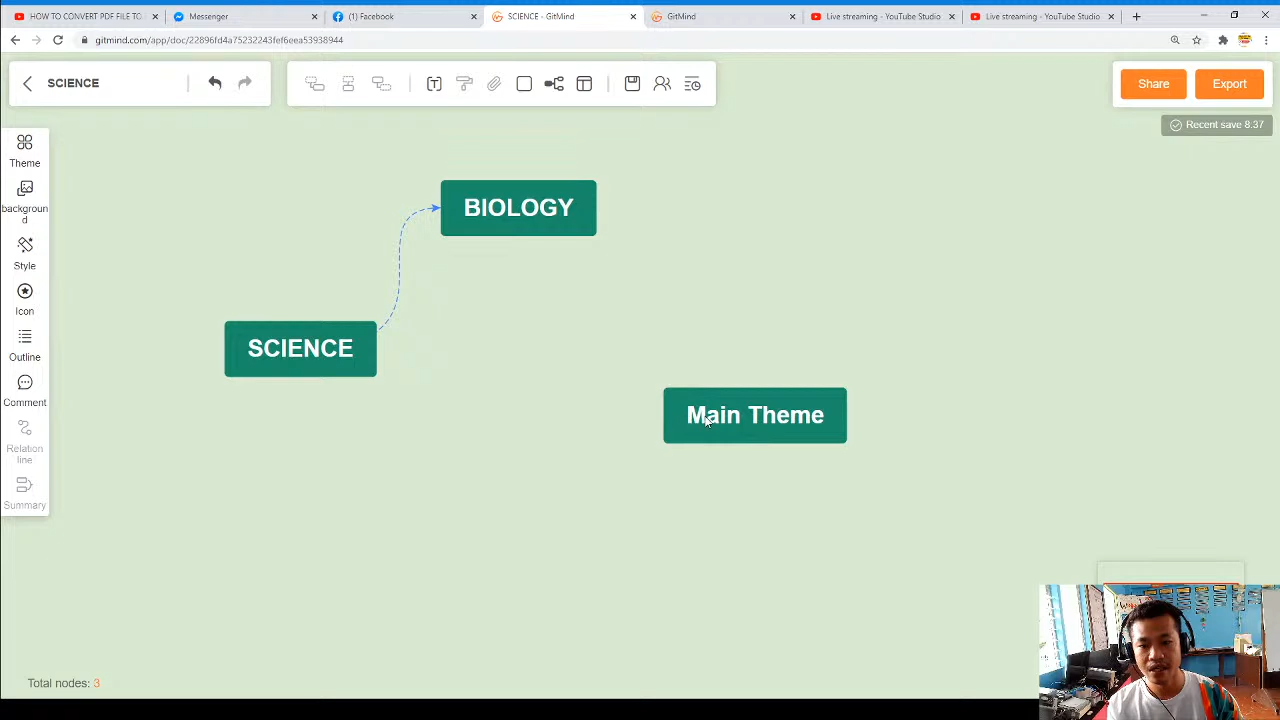 HOW TO CONVERT PDF FILE TO
Messenger
(1) Facebook
SCIENCE - GitMind
GitMind
Live streaming - YouTube Studio
Live streaming - YouTube Studio
gitmind.com/app/doc/22896fd4a75232243fef6eea53938944
SCIENCE
Share
Export
Recent save 8:37
Theme
backgroun
d
Style
Icon
Outline
Comment
Relation
line
Summary
BIOLOGY
SCIENCE
Main Theme
Total nodes: 3